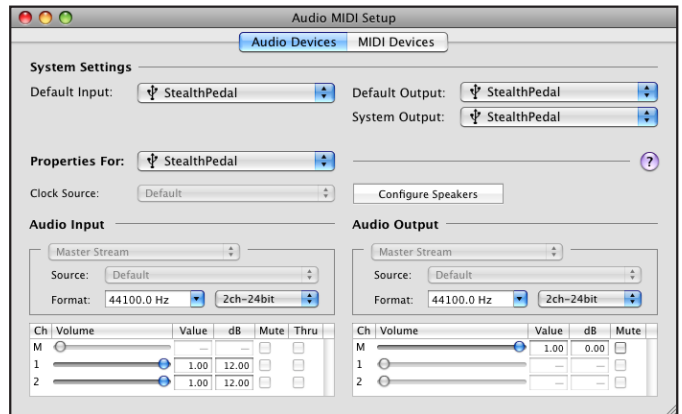 Audio MIDI Setup
Audio Devices MIDI Devices
System Settings
Default Input: StealthPedal
Default Output: StealthPedal
System Output: StealthPedal
Properties For: StealthPedal ?
Clock Source: Default
Configure Speakers
Audio Input
Master Stream
Source: Default
Format: 44100.0 Hz 2ch-24bit
Ch Volume Value dB Mute Thru
M — —
1 1.00 12.00
2 1.00 12.00
Audio Output
Master Stream
Source: Default
Format: 44100.0 Hz 2ch-24bit
Ch Volume Value dB Mute
M 1.00 0.00
1 — —
2 — —